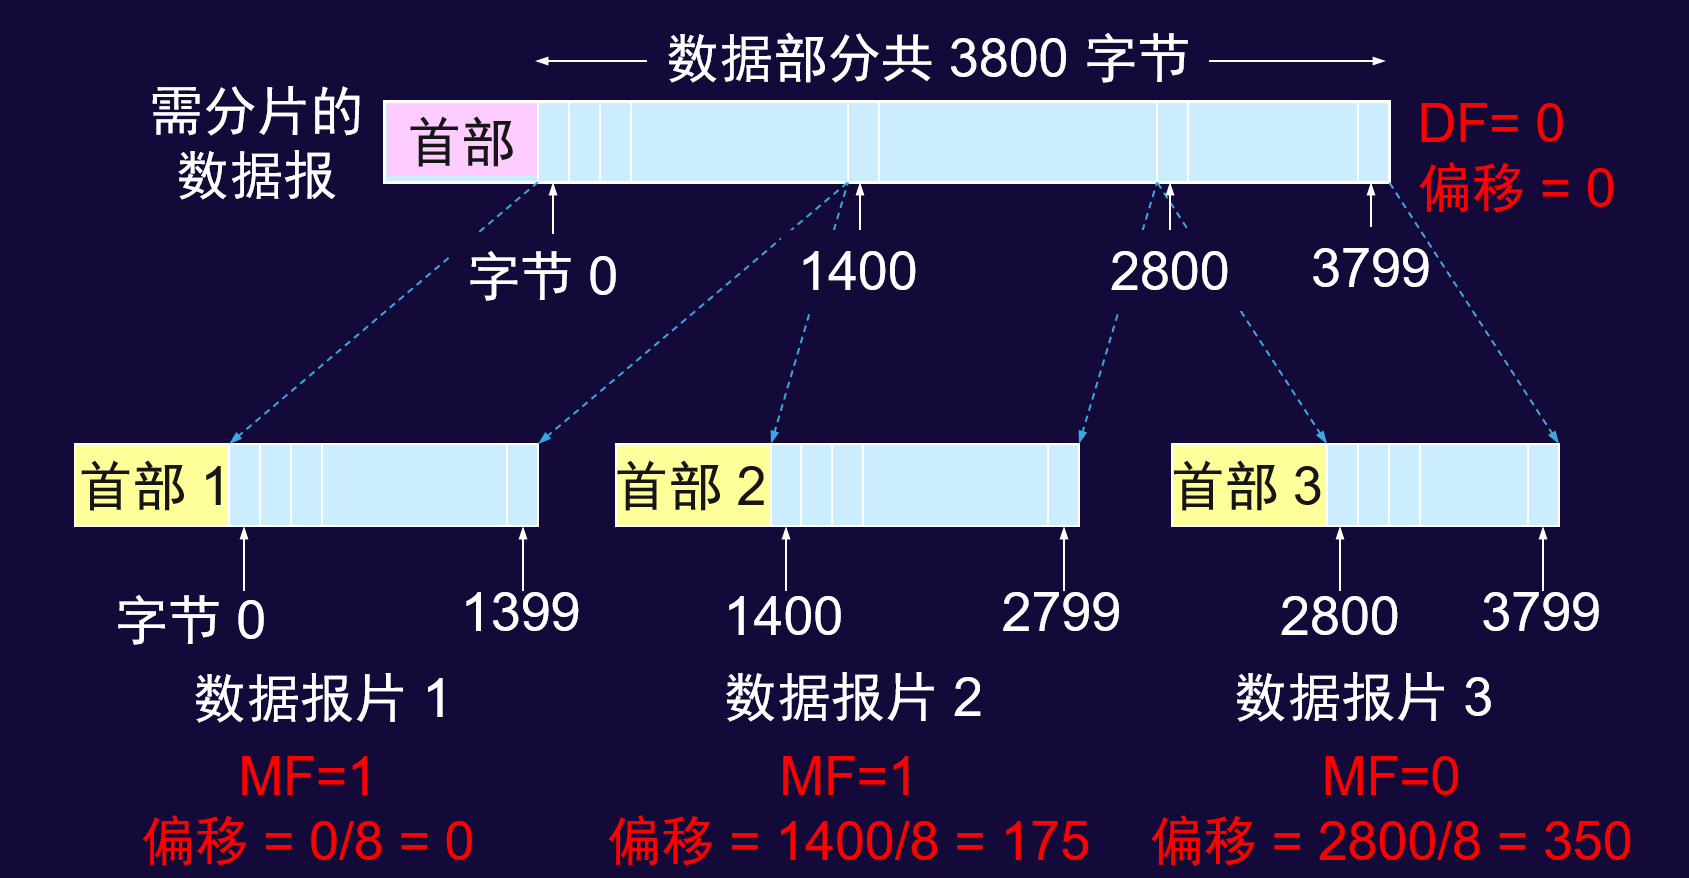 数据部分共 3800 字节
需分片的
数据报
首部
DF= 0
偏移 = 0
字节 0
1400
2800
3799
首部 1
首部 2
首部 3
字节 0
1399
1400
2799
2800
3799
数据报片 1
数据报片 2
数据报片 3
MF=1
MF=1
MF=0
偏移 = 0/8 = 0
偏移 = 1400/8 = 175
偏移 = 2800/8 = 350